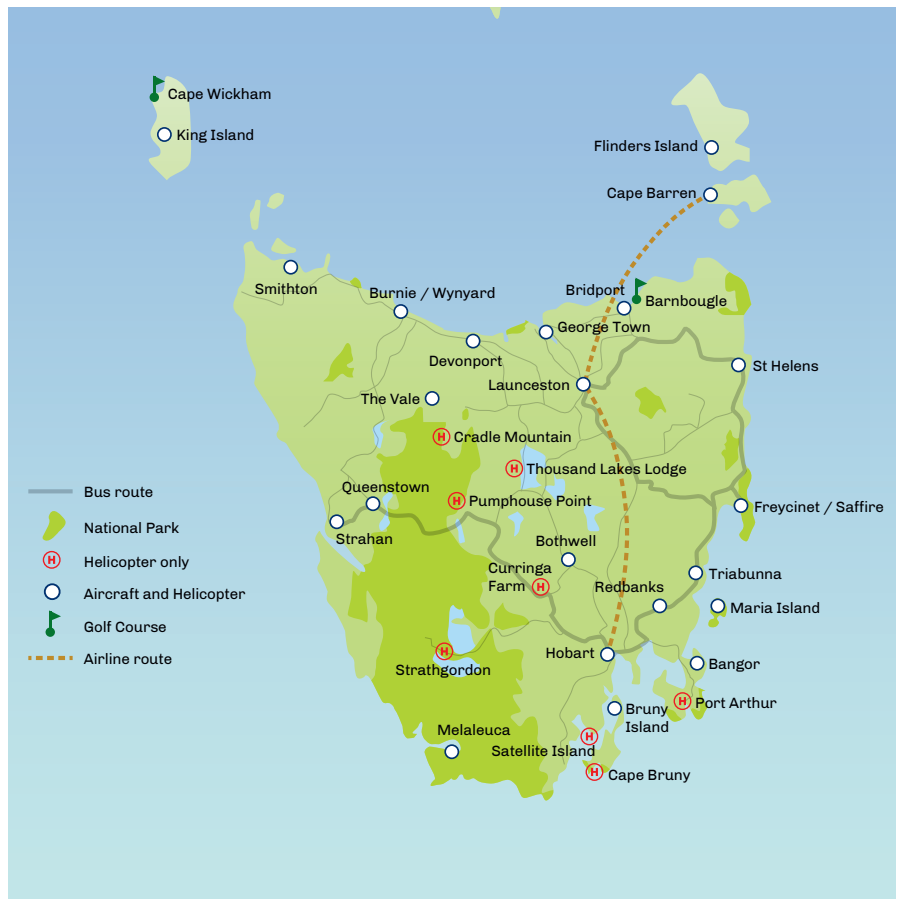 Cape Wickham
King Island
Flinders Island
Cape Barren
Smithton
Burnie / Wynyard
Bridport
Barnbougle
George Town
Devonport
St Helens
Launceston
The Vale
Cradle Mountain
Thousand Lakes Lodge
Queenstown
Pumphouse Point
Freycinet / Saffire
Strahan
Bothwell
Curringa
Farm
Triabunna
Redbanks
Maria Island
Hobart
Bangor
Strathgordon
Port Arthur
Bruny
Island
Melaleuca
Satellite Island
Cape Bruny
Bus route
National Park
H Helicopter only
Aircraft and Helicopter
Golf Course
Airline route
H
H
H
H
H
H
H
H